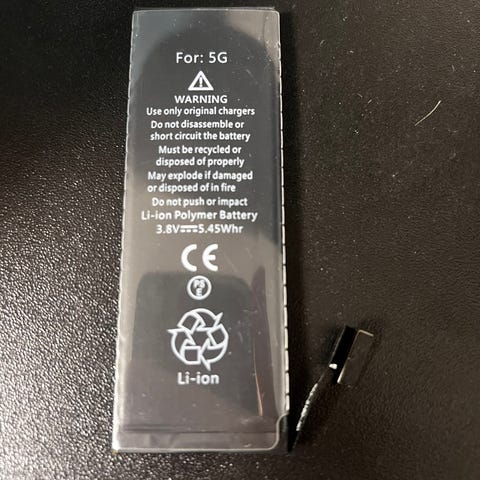 For: 5G
WARNING
Use only original chargers
Do not disassemble or
short circuit the battery
Must be recycled or
disposed of properly
May explode if damaged
or disposed of in fire
Do not push or impact
Li-ion Polymer Battery
3.8V⎓5.45Whr
CE
PS
E
Li-ion